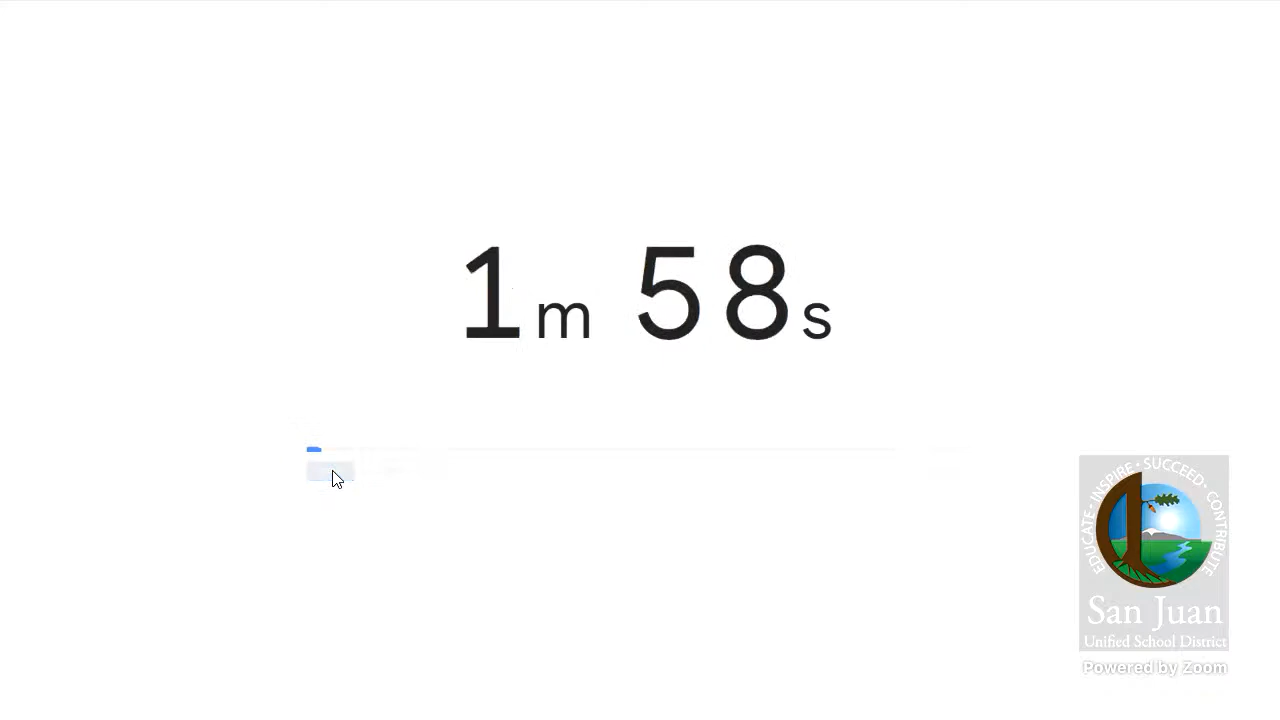 1m 58s
EDUCATE · INSPIRE · SUCCEED · CONTRIBUTE
San Juan
Unified School District
Powered by Zoom